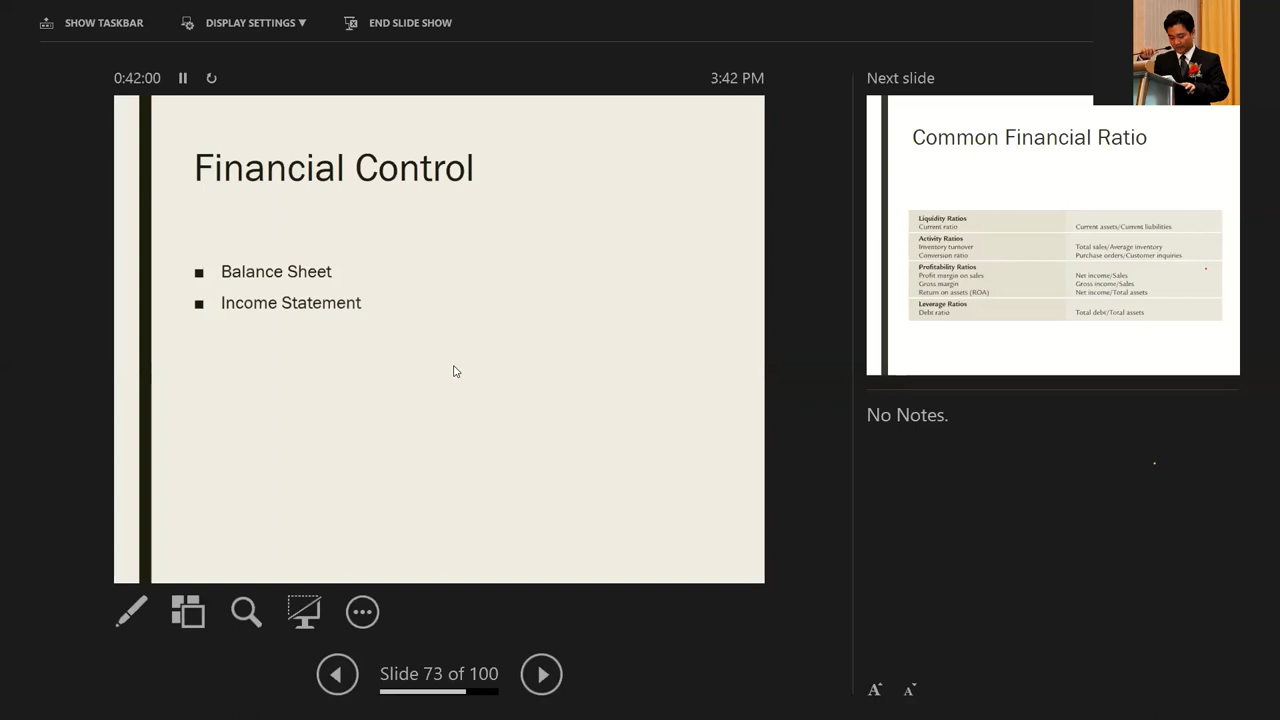 SHOW TASKBAR DISPLAY SETTINGS ▼ END SLIDE SHOW
0:42:00 3:42 PM
Financial Control
■ Balance Sheet
■ Income Statement
Slide 73 of 100
Next slide
Common Financial Ratio
Liquidity Ratios
Current ratio Current assets/Current liabilities
Activity Ratios
Inventory turnover Total sales/Average inventory
Conversion ratio Purchase orders/Customer inquiries
Profitability Ratios
Profit margin on sales Net income/Sales
Gross margin Gross income/Sales
Return on assets (ROA) Net income/Total assets
Leverage Ratios
Debt ratio Total debt/Total assets
No Notes.
A A